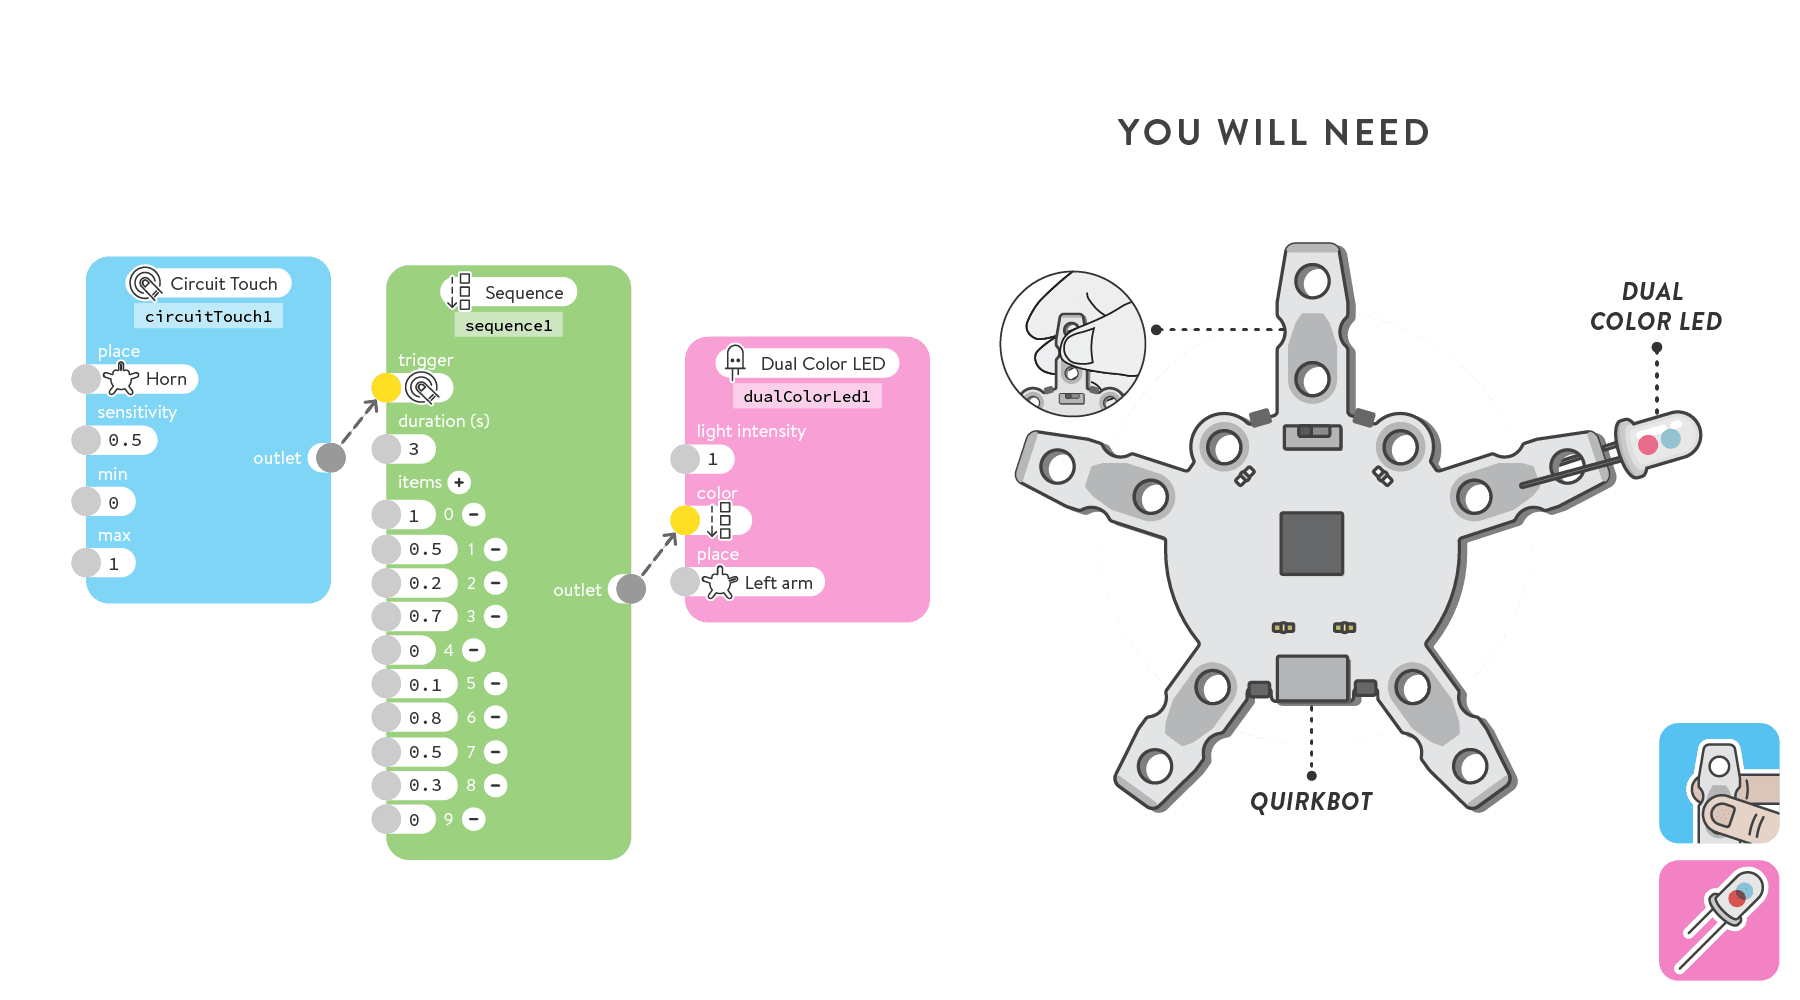 YOU WILL NEED
Circuit Touch
circuitTouch1
place
Horn
sensitivity
0.5
min
0
max
1
outlet
Sequence
sequence1
trigger
duration (s)
3
items +
1 0 -
0.5 1 -
0.2 2 -
0.7 3 -
0 4 -
0.1 5 -
0.8 6 -
0.5 7 -
0.3 8 -
0 9 -
outlet
Dual Color LED
dualColorLed1
light intensity
1
color
place
Left arm
DUAL
COLOR LED
QUIRKBOT